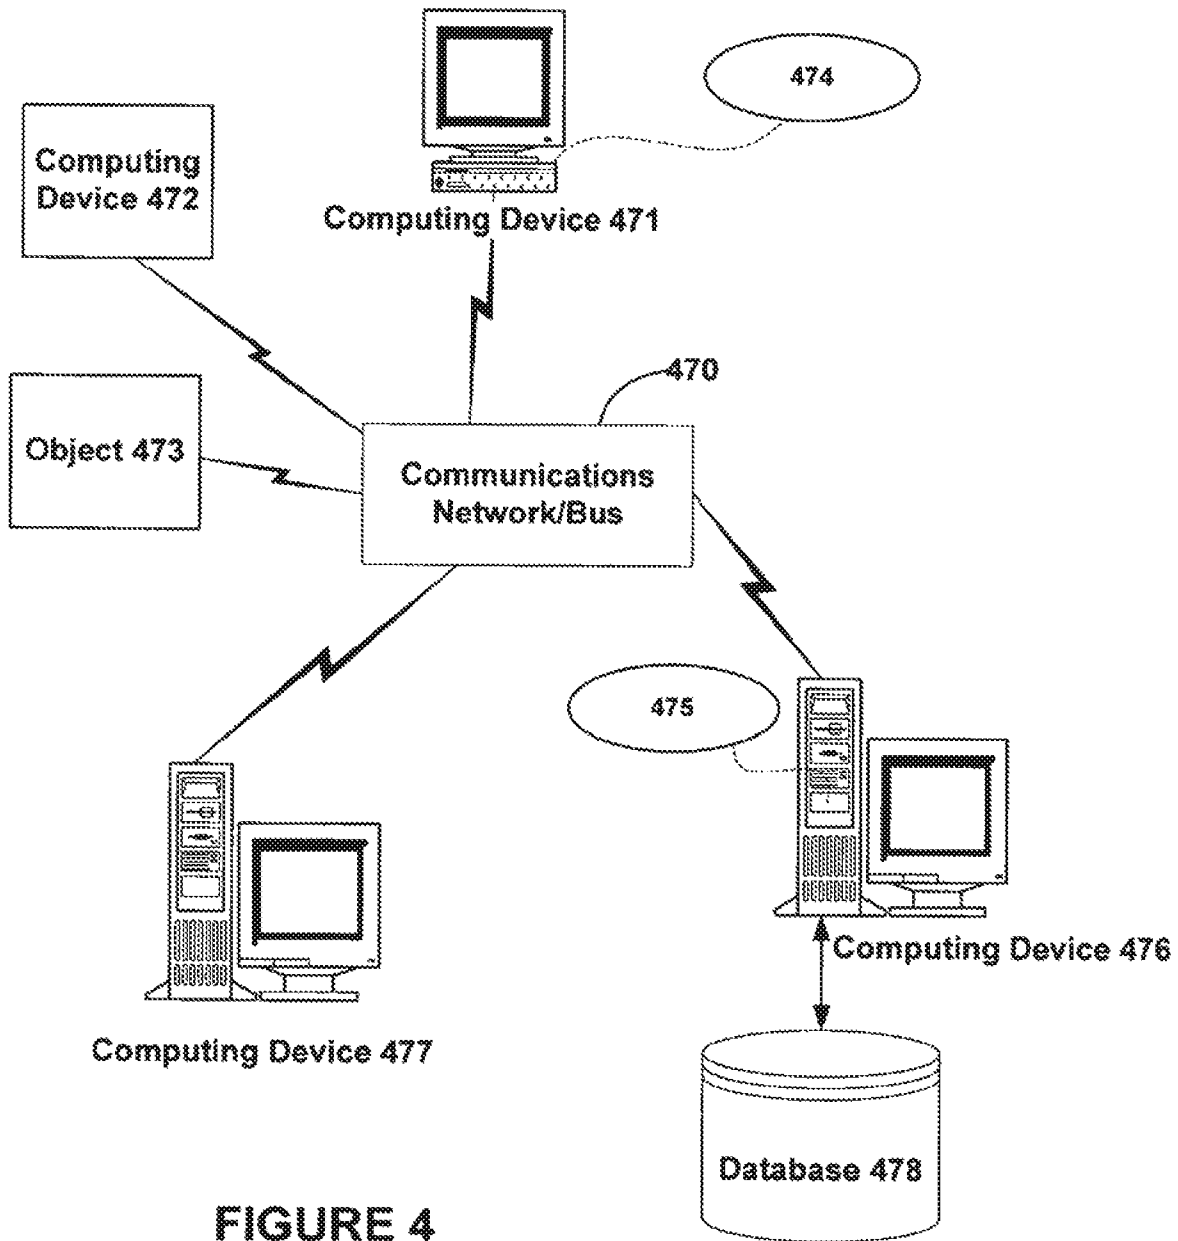 474
Computing
Device 472
Computing Device 471
470
Object 473
Communications
Network/Bus
475
Computing Device 476
Computing Device 477
Database 478
FIGURE 4